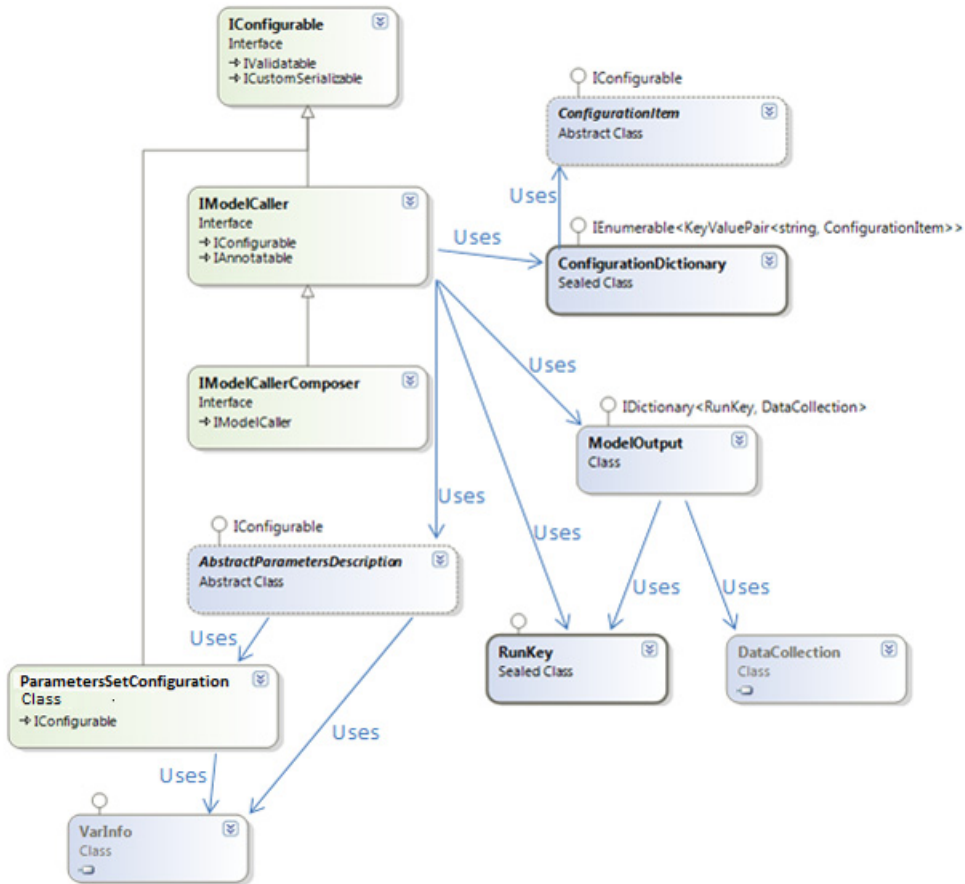 IConfigurable
Interface
IValidatable
ICustomSerializable
IConfigurable
ConfigurationItem
Abstract Class
Uses
IModelCaller
Interface
IConfigurable
IAnnotatable
Uses
IEnumerable<KeyValuePair<string, ConfigurationItem>>
ConfigurationDictionary
Sealed Class
Uses
IModelCallerComposer
Interface
IModelCaller
IDictionary<RunKey, DataCollection>
ModelOutput
Class
Uses
IConfigurable
Uses
AbstractParametersDescription
Abstract Class
Uses
Uses
Uses
RunKey
Sealed Class
DataCollection
Class
ParametersSetConfiguration
Class
IConfigurable
Uses
Uses
VarInfo
Class